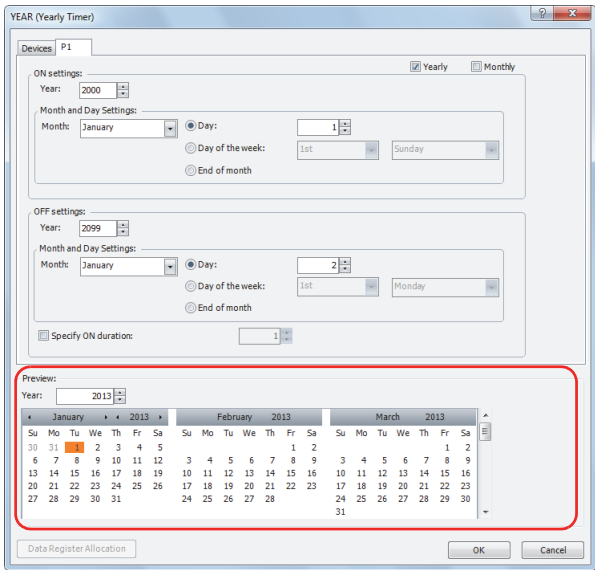 YEAR (Yearly Timer)
Devices P1
Yearly Monthly
ON settings:
Year: 2000
Month and Day Settings:
Month: January Day: 1
Day of the week: 1st Sunday
End of month
OFF settings:
Year: 2099
Month and Day Settings:
Month: January Day: 2
Day of the week: 1st Monday
End of month
Specify ON duration: 1
Preview:
Year: 2013
January 2013 February 2013 March 2013
Su Mo Tu We Th Fr Sa Su Mo Tu We Th Fr Sa Su Mo Tu We Th Fr Sa
30 31 1 2 3 4 5 1 2 1 2
6 7 8 9 10 11 12 3 4 5 6 7 8 9 3 4 5 6 7 8 9
13 14 15 16 17 18 19 10 11 12 13 14 15 16 10 11 12 13 14 15 16
20 21 22 23 24 25 26 17 18 19 20 21 22 23 17 18 19 20 21 22 23
27 28 29 30 31 24 25 26 27 28 24 25 26 27 28 29 30
31
Data Register Allocation OK Cancel